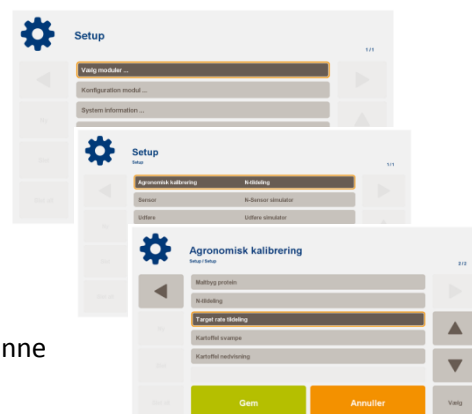 Setup
1/1
Vælg moduler ...
Konfiguration modul ...
System information ...
Setup
Setup
1/1
Agronomisk kalibrering N-tildeling
Sensor N-Sensor simulator
Udføre Udføre simulator
Agronomisk kalibrering
Setup / Setup
2/2
Maltbyg protein
N-tildeling
Target rate tildeling
Kartoffel svampe
Kartoffel nedvisning
Gem Annuller Vælg
nne